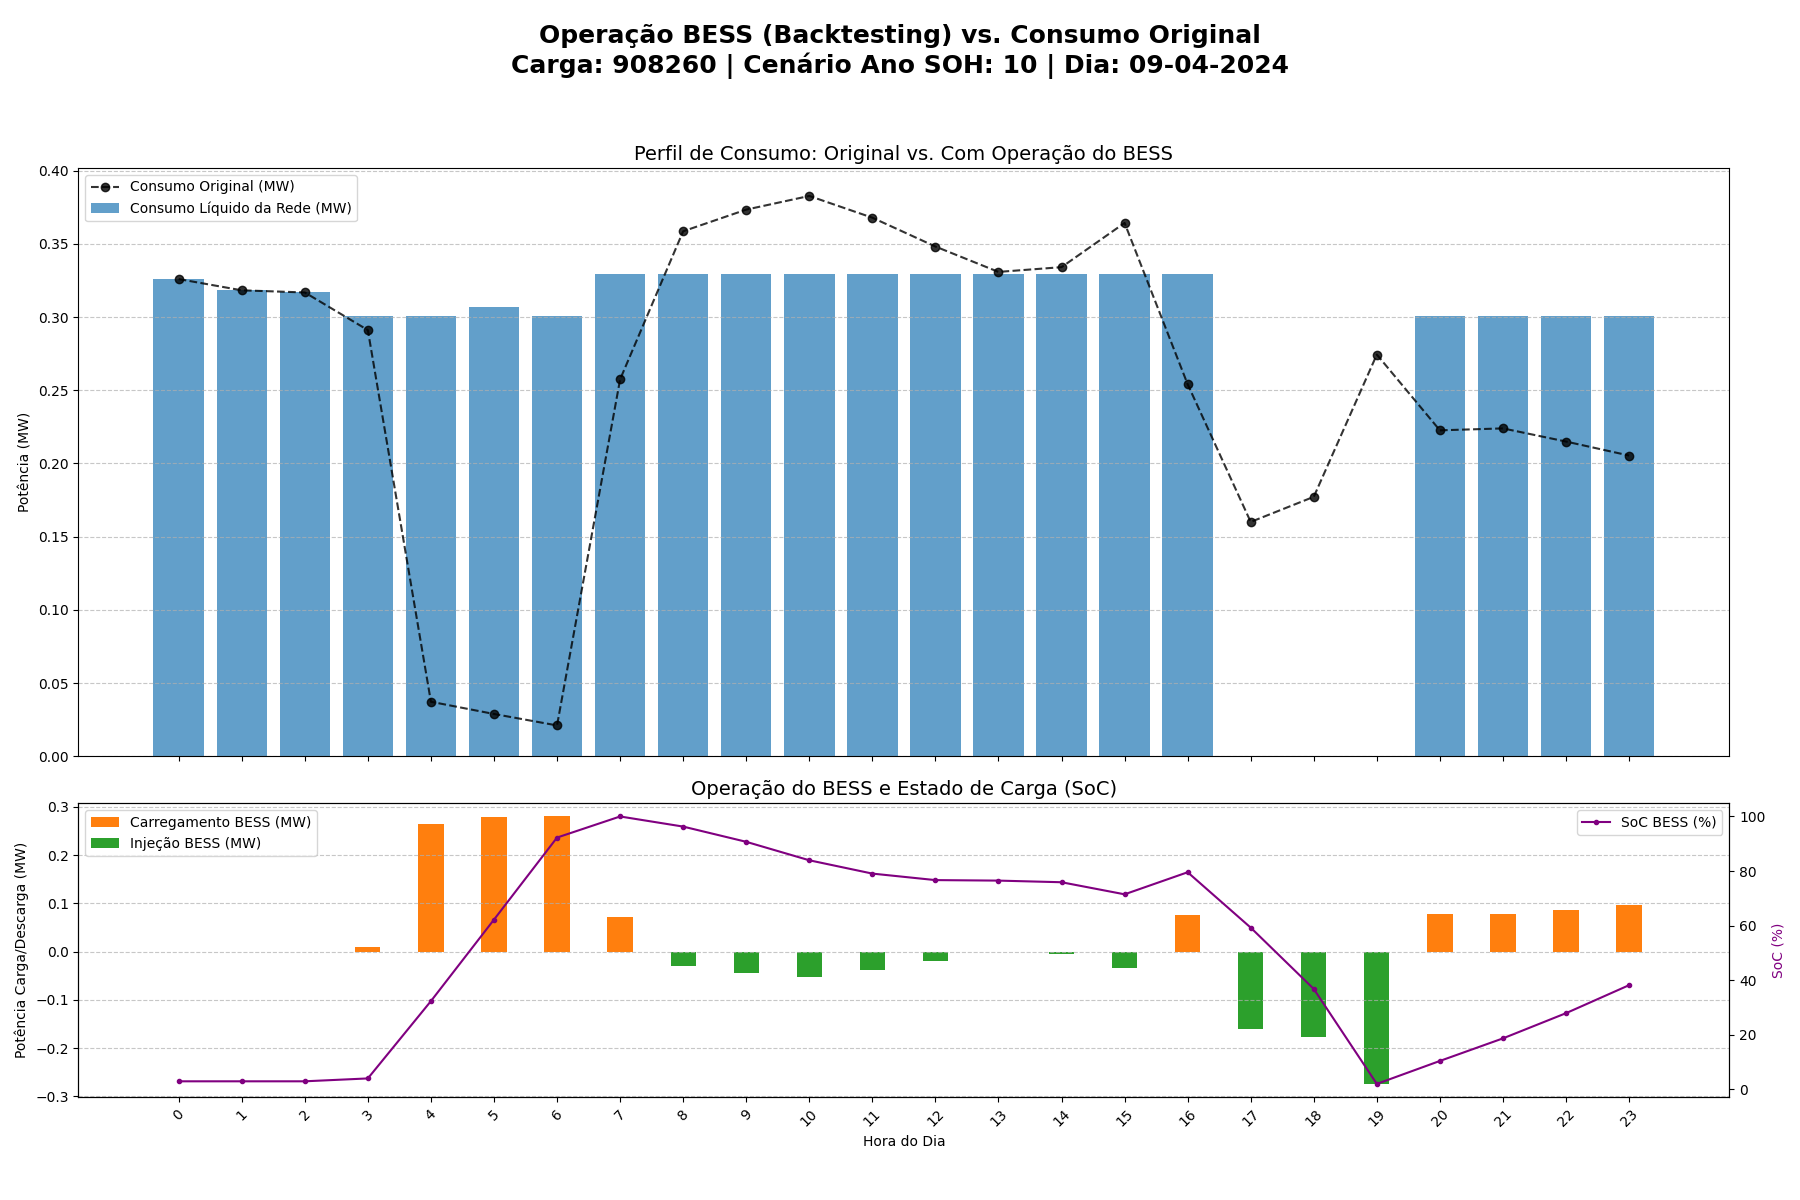 Operação BESS (Backtesting) vs. Consumo Original
Carga: 908260 | Cenário Ano SOH: 10 | Dia: 09-04-2024
Perfil de Consumo: Original vs. Com Operação do BESS
Consumo Original (MW)
Consumo Líquido da Rede (MW)
Potência (MW)
0.40
0.35
0.30
0.25
0.20
0.15
0.10
0.05
0.00
Operação do BESS e Estado de Carga (SoC)
Carregamento BESS (MW)
Injeção BESS (MW)
SoC BESS (%)
Potência Carga/Descarga (MW)
0.3
0.2
0.1
0.0
−0.1
−0.2
−0.3
100
80
60
40
20
0
SoC (%)
0 1 2 3 4 5 6 7 8 9 10 11 12 13 14 15 16 17 18 19 20 21 22 23
Hora do Dia